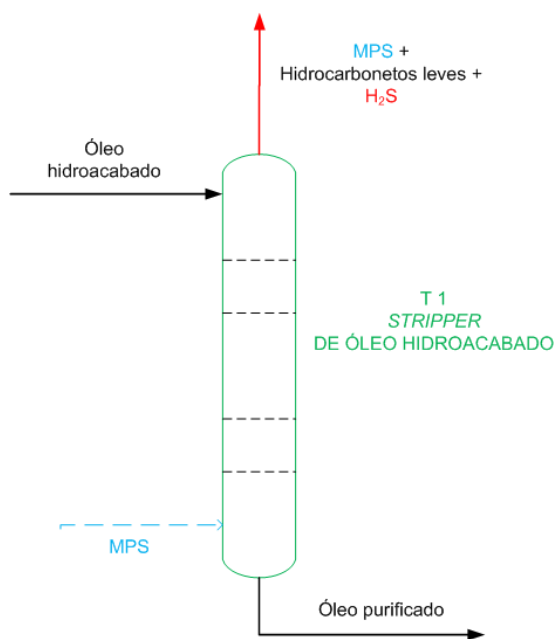 MPS +
Hidrocarbonetos leves +
H₂S
Óleo
hidroacabado
T 1
STRIPPER
DE ÓLEO HIDROACABADO
MPS
Óleo purificado